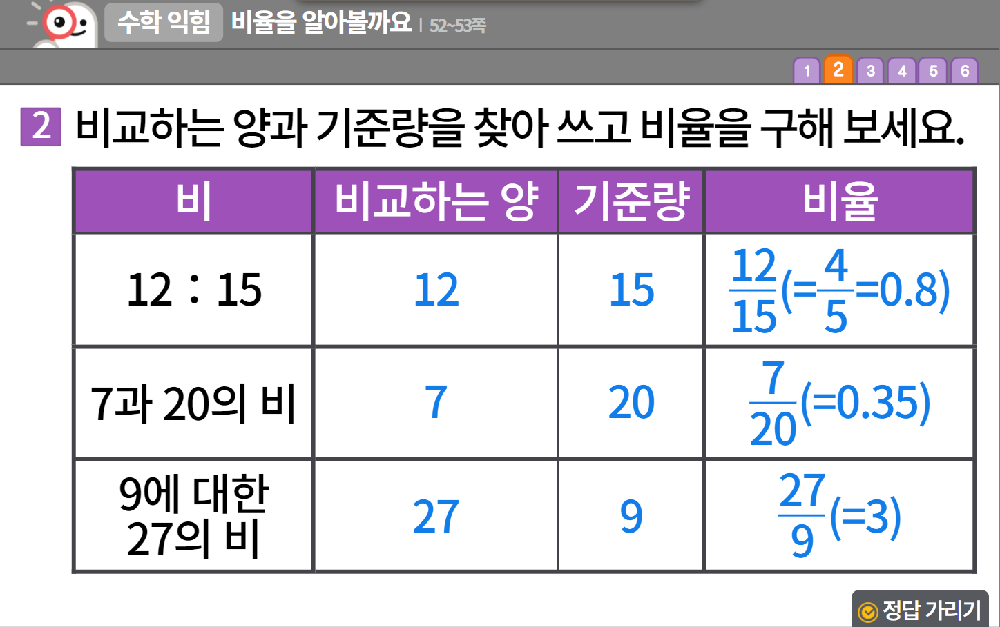 수학 익힘 비율을 알아볼까요 | 52~53쪽
1 2 3 4 5 6
2 비교하는 양과 기준량을 찾아 쓰고 비율을 구해 보세요.
비 비교하는 양 기준량 비율
12 : 15 12 15 12/15(=4/5=0.8)
7과 20의 비 7 20 7/20(=0.35)
9에 대한
27의 비 27 9 27/9(=3)
정답 가리기